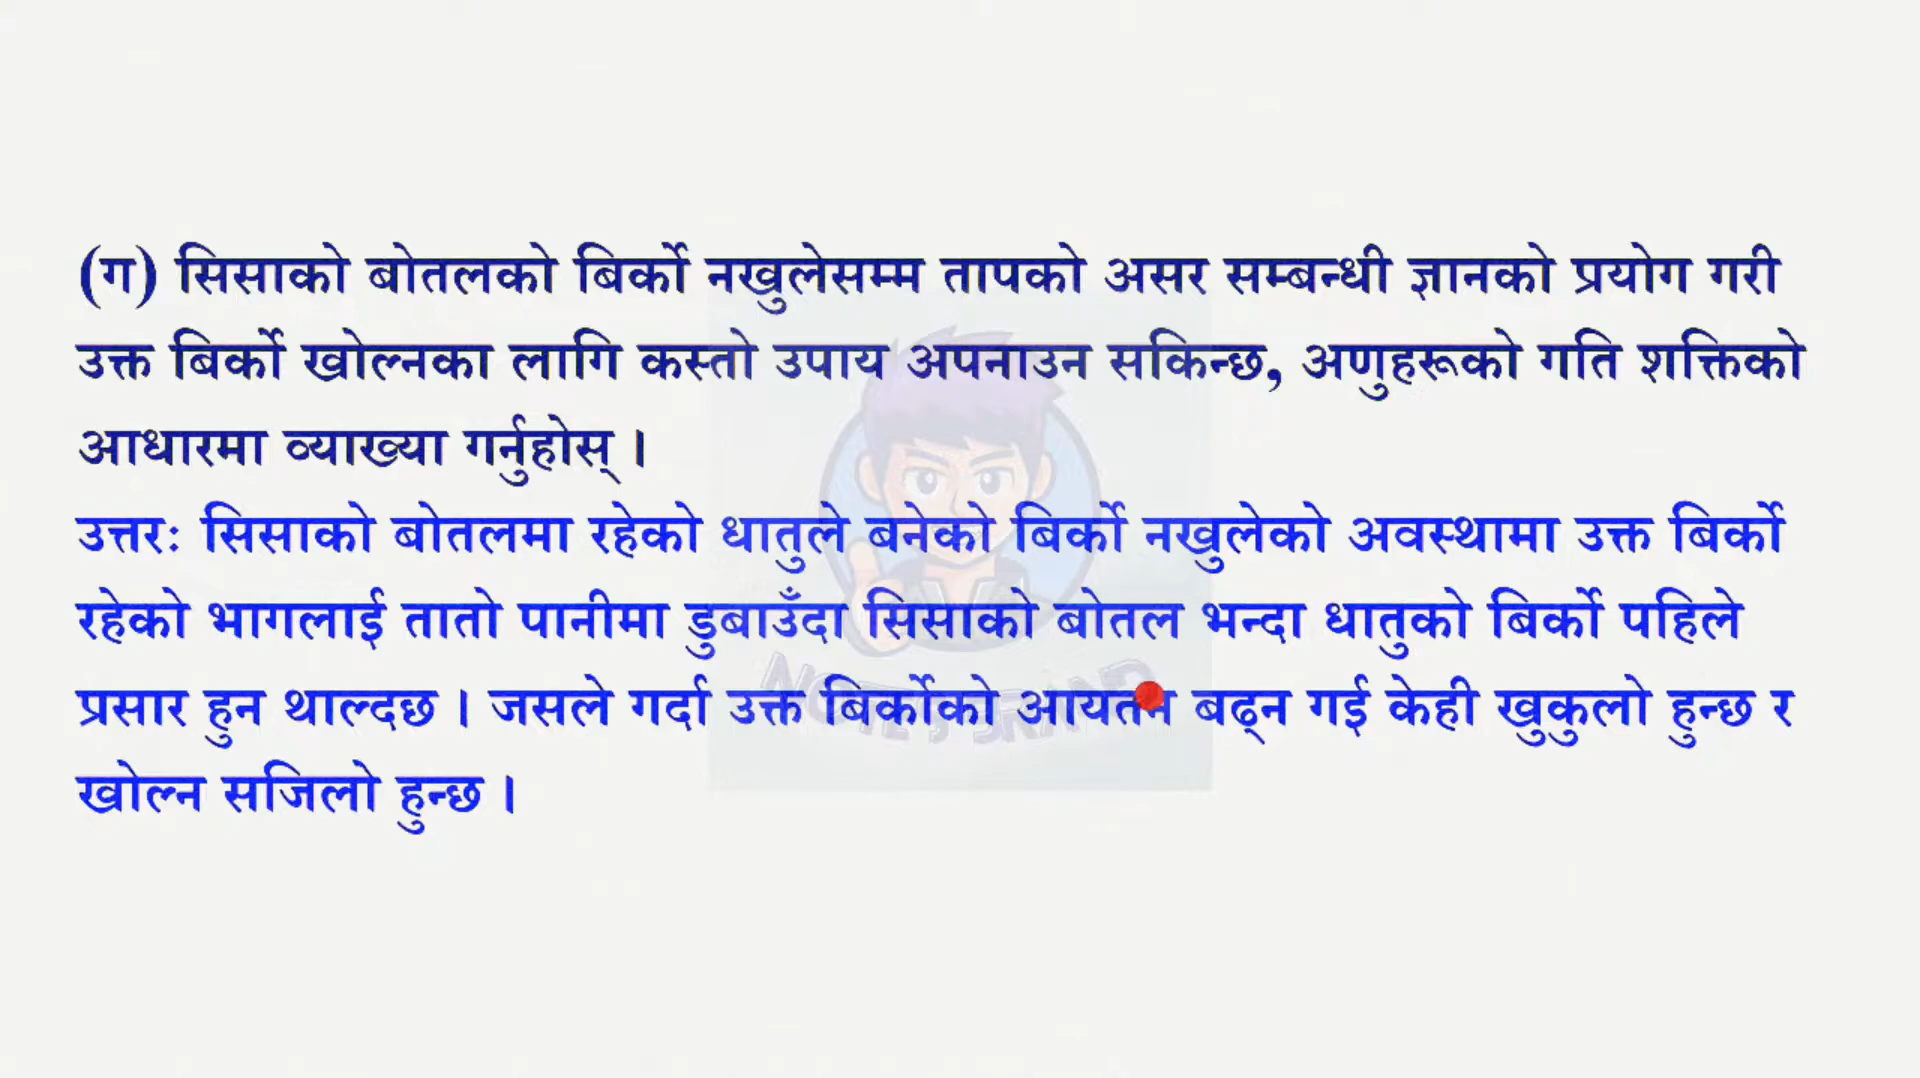 (ग) सिसाको बोतलको बिर्को नखुलेसम्म तापको असर सम्बन्धी ज्ञानको प्रयोग गरी
उक्त बिर्को खोल्नका लागि कस्तो उपाय अपनाउन सकिन्छ, अणुहरूको गति शक्तिको
आधारमा व्याख्या गर्नुहोस् ।
उत्तरः सिसाको बोतलमा रहेको धातुले बनेको बिर्को नखुलेको अवस्थामा उक्त बिर्को
रहेको भागलाई तातो पानीमा डुबाउँदा सिसाको बोतल भन्दा धातुको बिर्को पहिले
प्रसार हुन थाल्दछ । जसले गर्दा उक्त बिर्कोको आयतन बढ्न गई केही खुकुलो हुन्छ र
खोल्न सजिलो हुन्छ ।